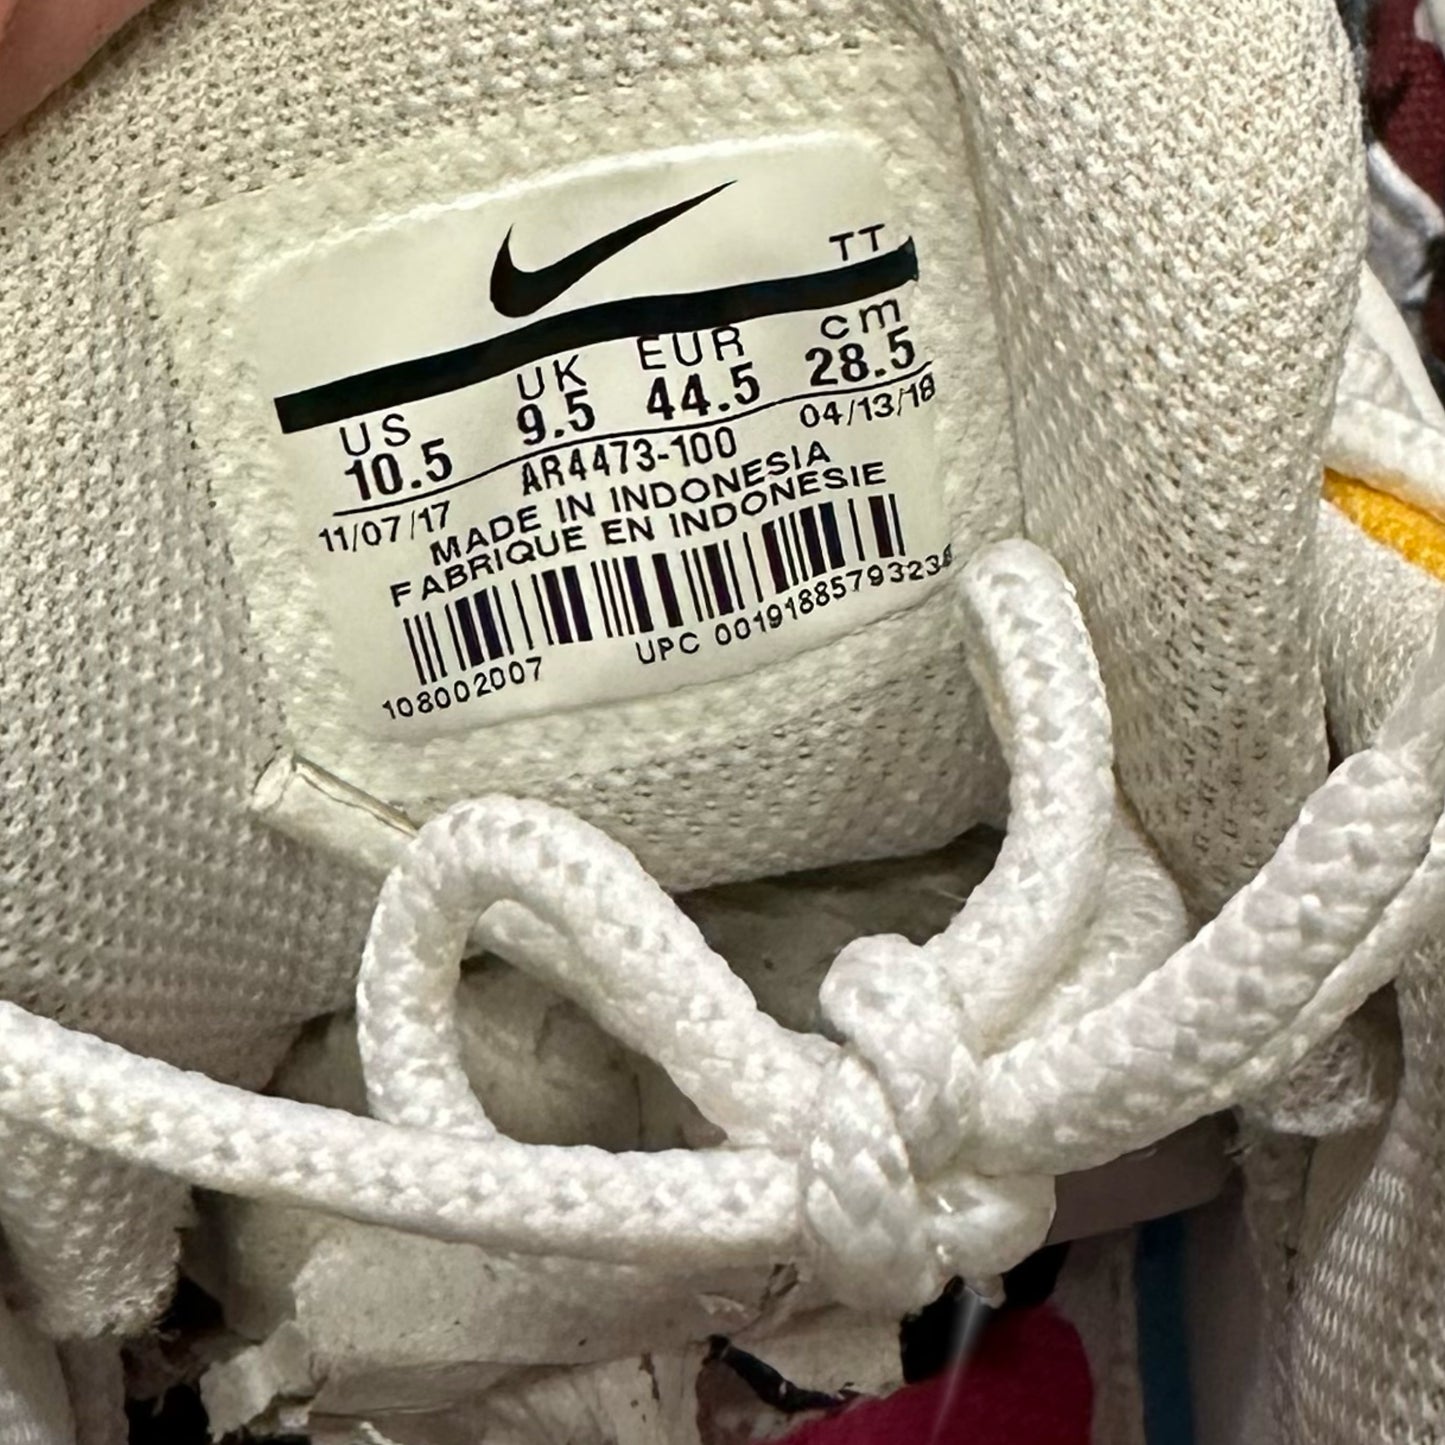 TT
US UK EUR cm
10.5 9.5 44.5 28.5
11/07/17 AR4473-100 04/13/18
MADE IN INDONESIA
FABRIQUE EN INDONESIE
108002007 UPC